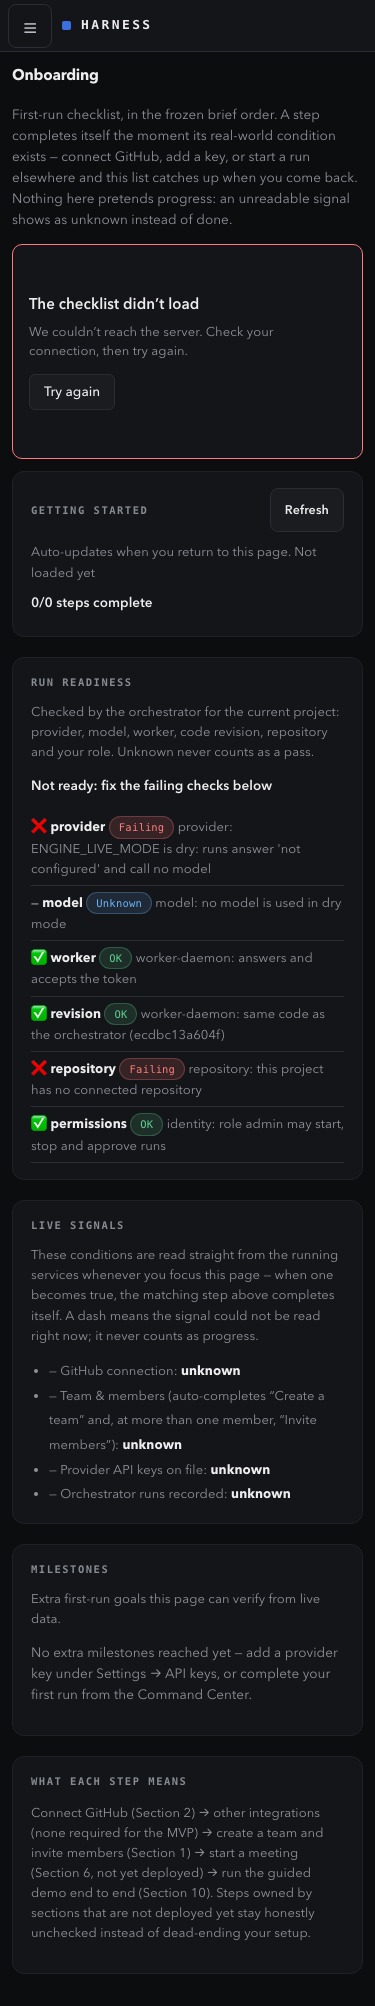 HARNESS
Onboarding
First-run checklist, in the frozen brief order. A step
completes itself the moment its real-world condition
exists — connect GitHub, add a key, or start a run
elsewhere and this list catches up when you come back.
Nothing here pretends progress: an unreadable signal
shows as unknown instead of done.
The checklist didn't load
We couldn't reach the server. Check your
connection, then try again.
Try again
GETTING STARTED
Refresh
Auto-updates when you return to this page. Not
loaded yet
0/0 steps complete
RUN READINESS
Checked by the orchestrator for the current project:
provider, model, worker, code revision, repository
and your role. Unknown never counts as a pass.
Not ready: fix the failing checks below
❌ provider Failing provider:
ENGINE_LIVE_MODE is dry: runs answer 'not
configured' and call no model
— model Unknown model: no model is used in dry
mode
✅ worker OK worker-daemon: answers and
accepts the token
✅ revision OK worker-daemon: same code as
the orchestrator (ecdbc13a604f)
❌ repository Failing repository: this project
has no connected repository
✅ permissions OK identity: role admin may start,
stop and approve runs
LIVE SIGNALS
These conditions are read straight from the running
services whenever you focus this page — when one
becomes true, the matching step above completes
itself. A dash means the signal could not be read
right now; it never counts as progress.
• — GitHub connection: unknown
• — Team & members (auto-completes “Create a
team” and, at more than one member, “Invite
members”): unknown
• — Provider API keys on file: unknown
• — Orchestrator runs recorded: unknown
MILESTONES
Extra first-run goals this page can verify from live
data.
No extra milestones reached yet — add a provider
key under Settings → API keys, or complete your
first run from the Command Center.
WHAT EACH STEP MEANS
Connect GitHub (Section 2) → other integrations
(none required for the MVP) → create a team and
invite members (Section 1) → start a meeting
(Section 6, not yet deployed) → run the guided
demo end to end (Section 10). Steps owned by
sections that are not deployed yet stay honestly
unchecked instead of dead-ending your setup.